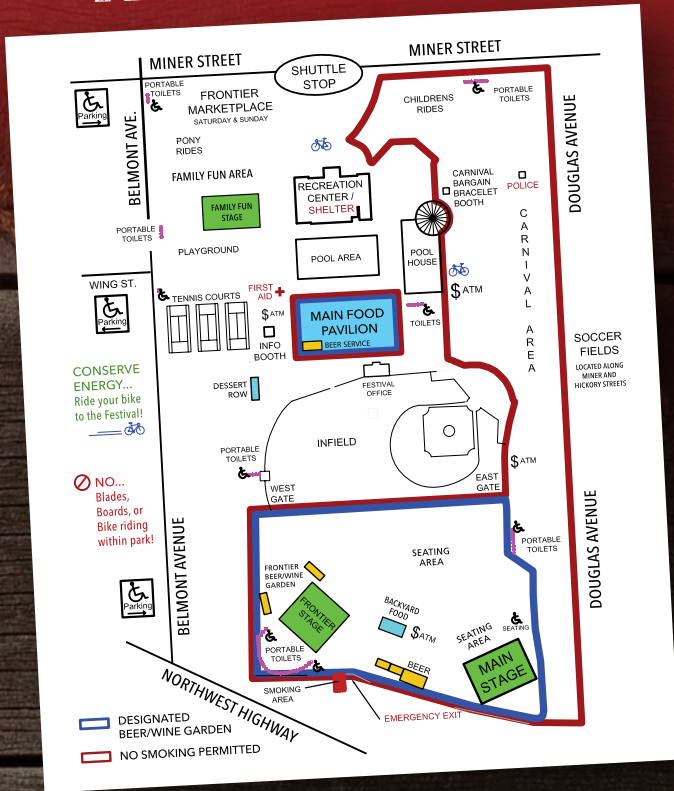 MINER STREET
MINER STREET
SHUTTLE
STOP
PORTABLE
TOILETS
Parking
FRONTIER
MARKETPLACE
SATURDAY & SUNDAY
CHILDRENS
RIDES
PORTABLE
TOILETS
BELMONT AVE.
DOUGLAS AVENUE
PONY
RIDES
FAMILY FUN AREA
RECREATION
CENTER /
SHELTER
CARNIVAL
BARGAIN
BRACELET
BOOTH
POLICE
FAMILY FUN
STAGE
CARNIVAL AREA
PORTABLE
TOILETS
PLAYGROUND
POOL AREA
POOL
HOUSE
WING ST.
Parking
TENNIS COURTS
FIRST
AID
$ATM
$ ATM
INFO
BOOTH
MAIN FOOD
PAVILION
BEER SERVICE
TOILETS
SOCCER
FIELDS
LOCATED ALONG
MINER AND
HICKORY STREETS
CONSERVE
ENERGY...
Ride your bike
to the Festival!
DESSERT
ROW
FESTIVAL
OFFICE
INFIELD
PORTABLE
TOILETS
WEST
GATE
EAST
GATE
$ATM
NO...
Blades,
Boards, or
Bike riding
within park!
BELMONT AVENUE
DOUGLAS AVENUE
SEATING
AREA
PORTABLE
TOILETS
FRONTIER
BEER/WINE
GARDEN
FRONTIER
STAGE
BACKYARD
FOOD
$ATM
SEATING
AREA
SEATING
Parking
PORTABLE
TOILETS
BEER
MAIN
STAGE
SMOKING
AREA
EMERGENCY EXIT
NORTHWEST HIGHWAY
DESIGNATED
BEER/WINE GARDEN
NO SMOKING PERMITTED